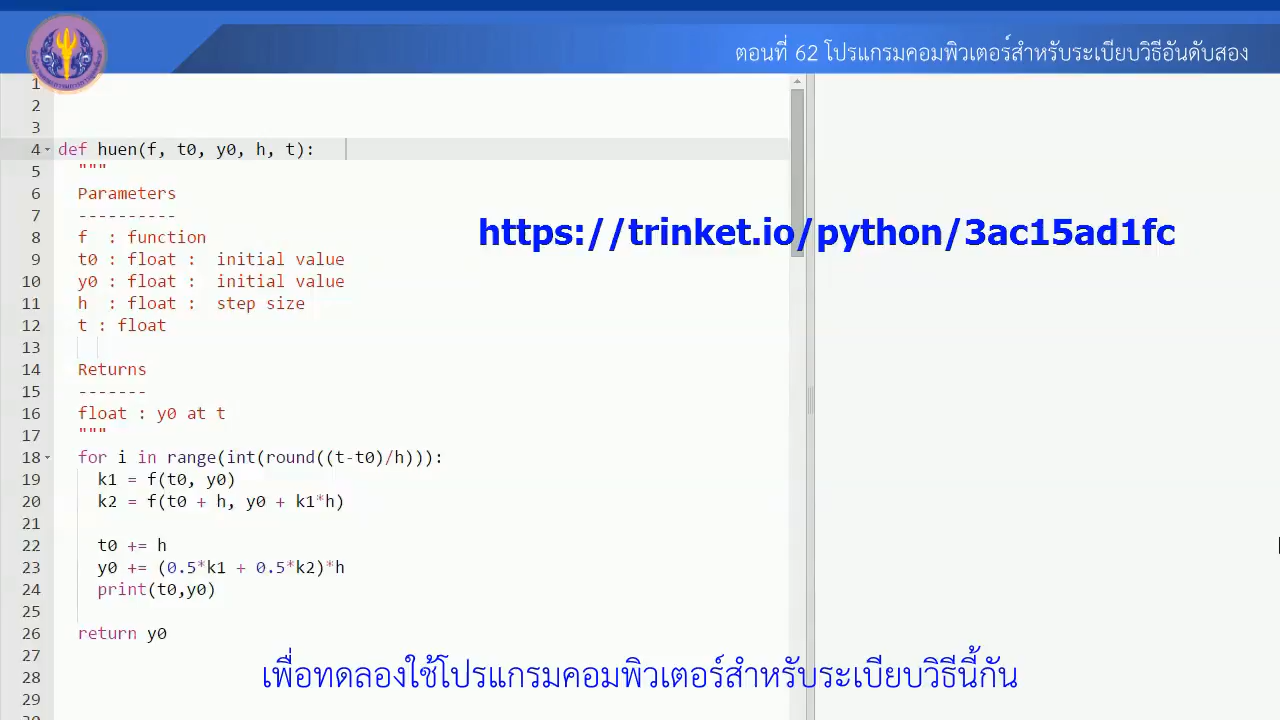 ตอนที่ 62 โปรแกรมคอมพิวเตอร์สำหรับระเบียบวิธีอันดับสอง
1
2
3
4 def huen(f, t0, y0, h, t):
5 """
6 Parameters
7 ----------
8 f : function
9 t0 : float : initial value
10 y0 : float : initial value
11 h : float : step size
12 t : float
13
14 Returns
15 -------
16 float : y0 at t
17 """
18 for i in range(int(round((t-t0)/h))):
19 k1 = f(t0, y0)
20 k2 = f(t0 + h, y0 + k1*h)
21
22 t0 += h
23 y0 += (0.5*k1 + 0.5*k2)*h
24 print(t0,y0)
25
26 return y0
27
28
29
https://trinket.io/python/3ac15ad1fc
เพื่อทดลองใช้โปรแกรมคอมพิวเตอร์สำหรับระเบียบวิธีนี้กัน